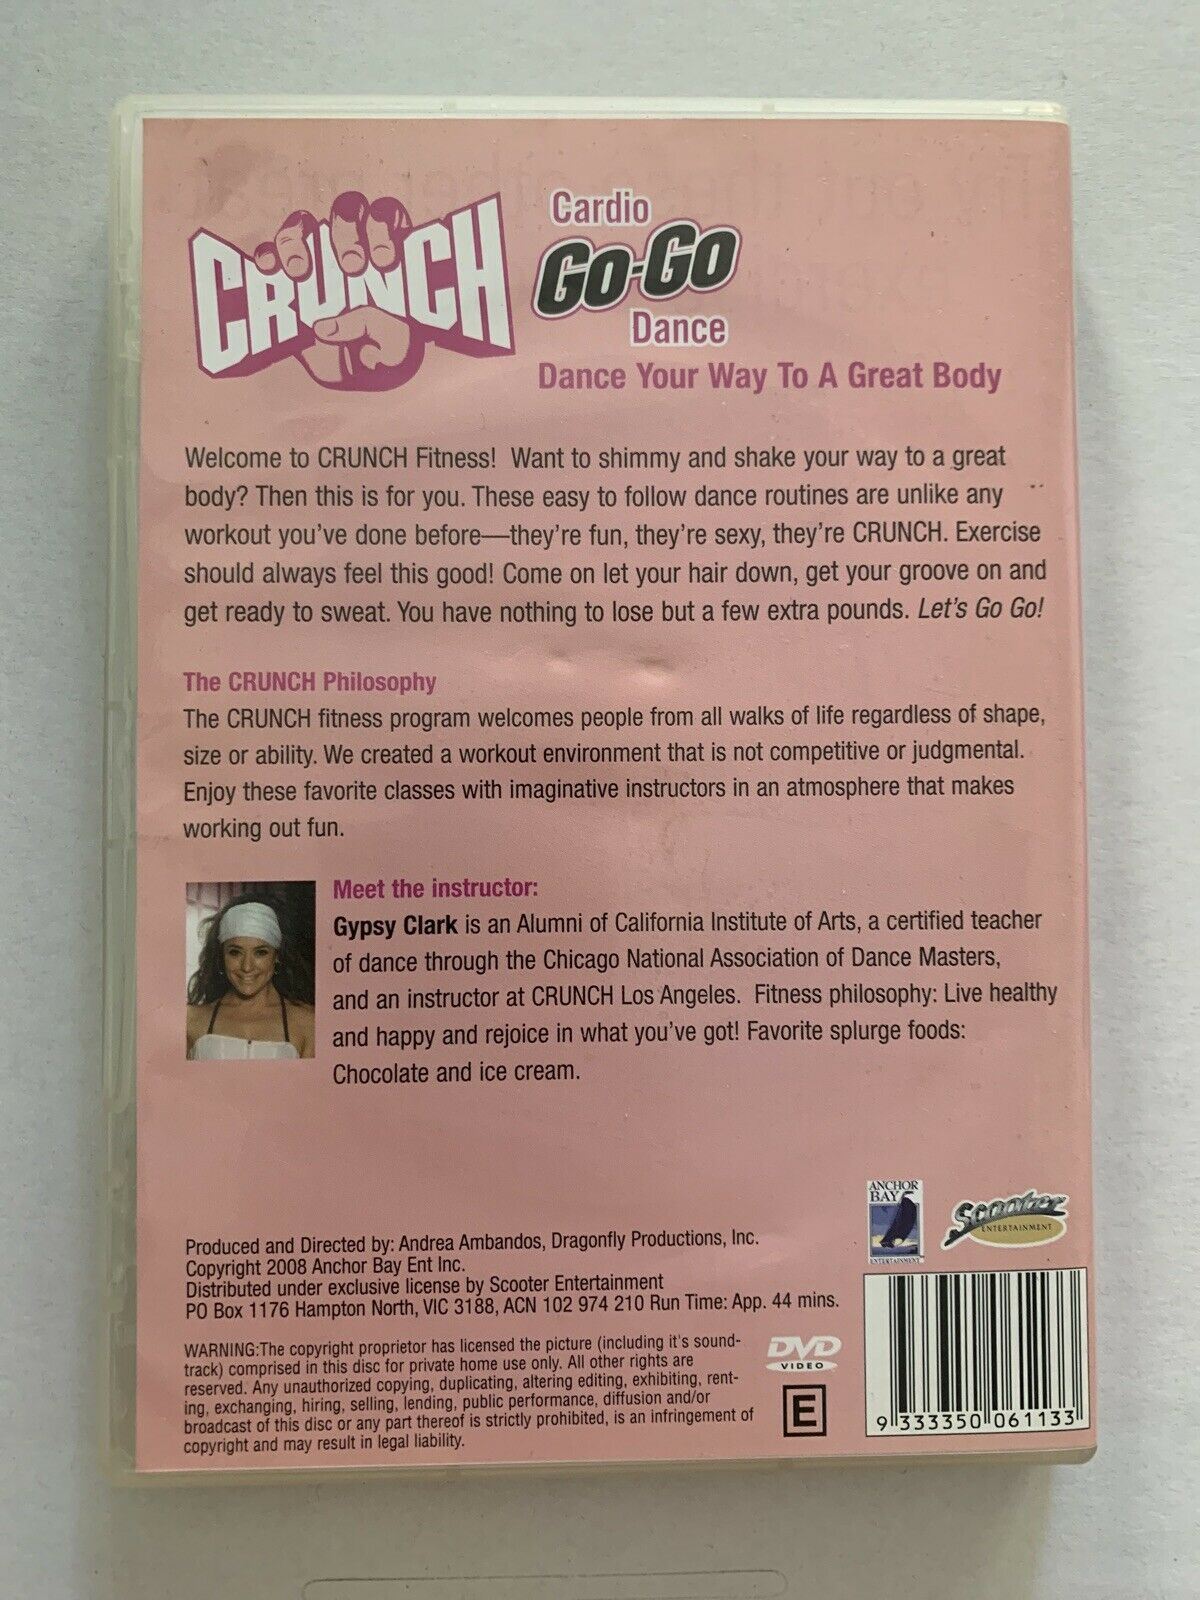 CRUNCH
Cardio
Go-Go
Dance
Dance Your Way To A Great Body
Welcome to CRUNCH Fitness!  Want to shimmy and shake your way to a great
body? Then this is for you. These easy to follow dance routines are unlike any
workout you've done before—they're fun, they're sexy, they're CRUNCH. Exercise
should always feel this good! Come on let your hair down, get your groove on and
get ready to sweat. You have nothing to lose but a few extra pounds. Let's Go Go!
The CRUNCH Philosophy
The CRUNCH fitness program welcomes people from all walks of life regardless of shape,
size or ability. We created a workout environment that is not competitive or judgmental.
Enjoy these favorite classes with imaginative instructors in an atmosphere that makes
working out fun.
Meet the instructor:
Gypsy Clark is an Alumni of California Institute of Arts, a certified teacher
of dance through the Chicago National Association of Dance Masters,
and an instructor at CRUNCH Los Angeles.  Fitness philosophy: Live healthy
and happy and rejoice in what you've got! Favorite splurge foods:
Chocolate and ice cream.
ANCHOR
BAY
ENTERTAINMENT
Scooter
ENTERTAINMENT
Produced and Directed by: Andrea Ambandos, Dragonfly Productions, Inc.
Copyright 2008 Anchor Bay Ent Inc.
Distributed under exclusive license by Scooter Entertainment
PO Box 1176 Hampton North, VIC 3188, ACN 102 974 210 Run Time: App. 44 mins.
WARNING:The copyright proprietor has licensed the picture (including it's sound-
track) comprised in this disc for private home use only. All other rights are
reserved. Any unauthorized copying, duplicating, altering editing, exhibiting, rent-
ing, exchanging, hiring, selling, lending, public performance, diffusion and/or
broadcast of this disc or any part thereof is strictly prohibited, is an infringement of
copyright and may result in legal liability.
DVD
VIDEO
E
9 333350 061133